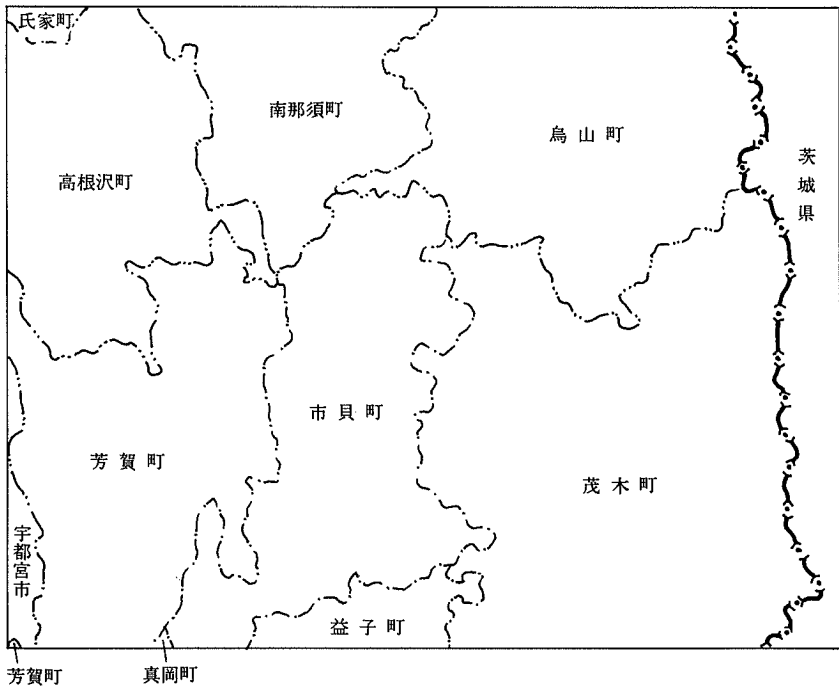 氏家町
南那須町
烏山町
高根沢町
茨城県
市貝町
芳賀町
茂木町
宇都宮市
益子町
芳賀町
真岡町